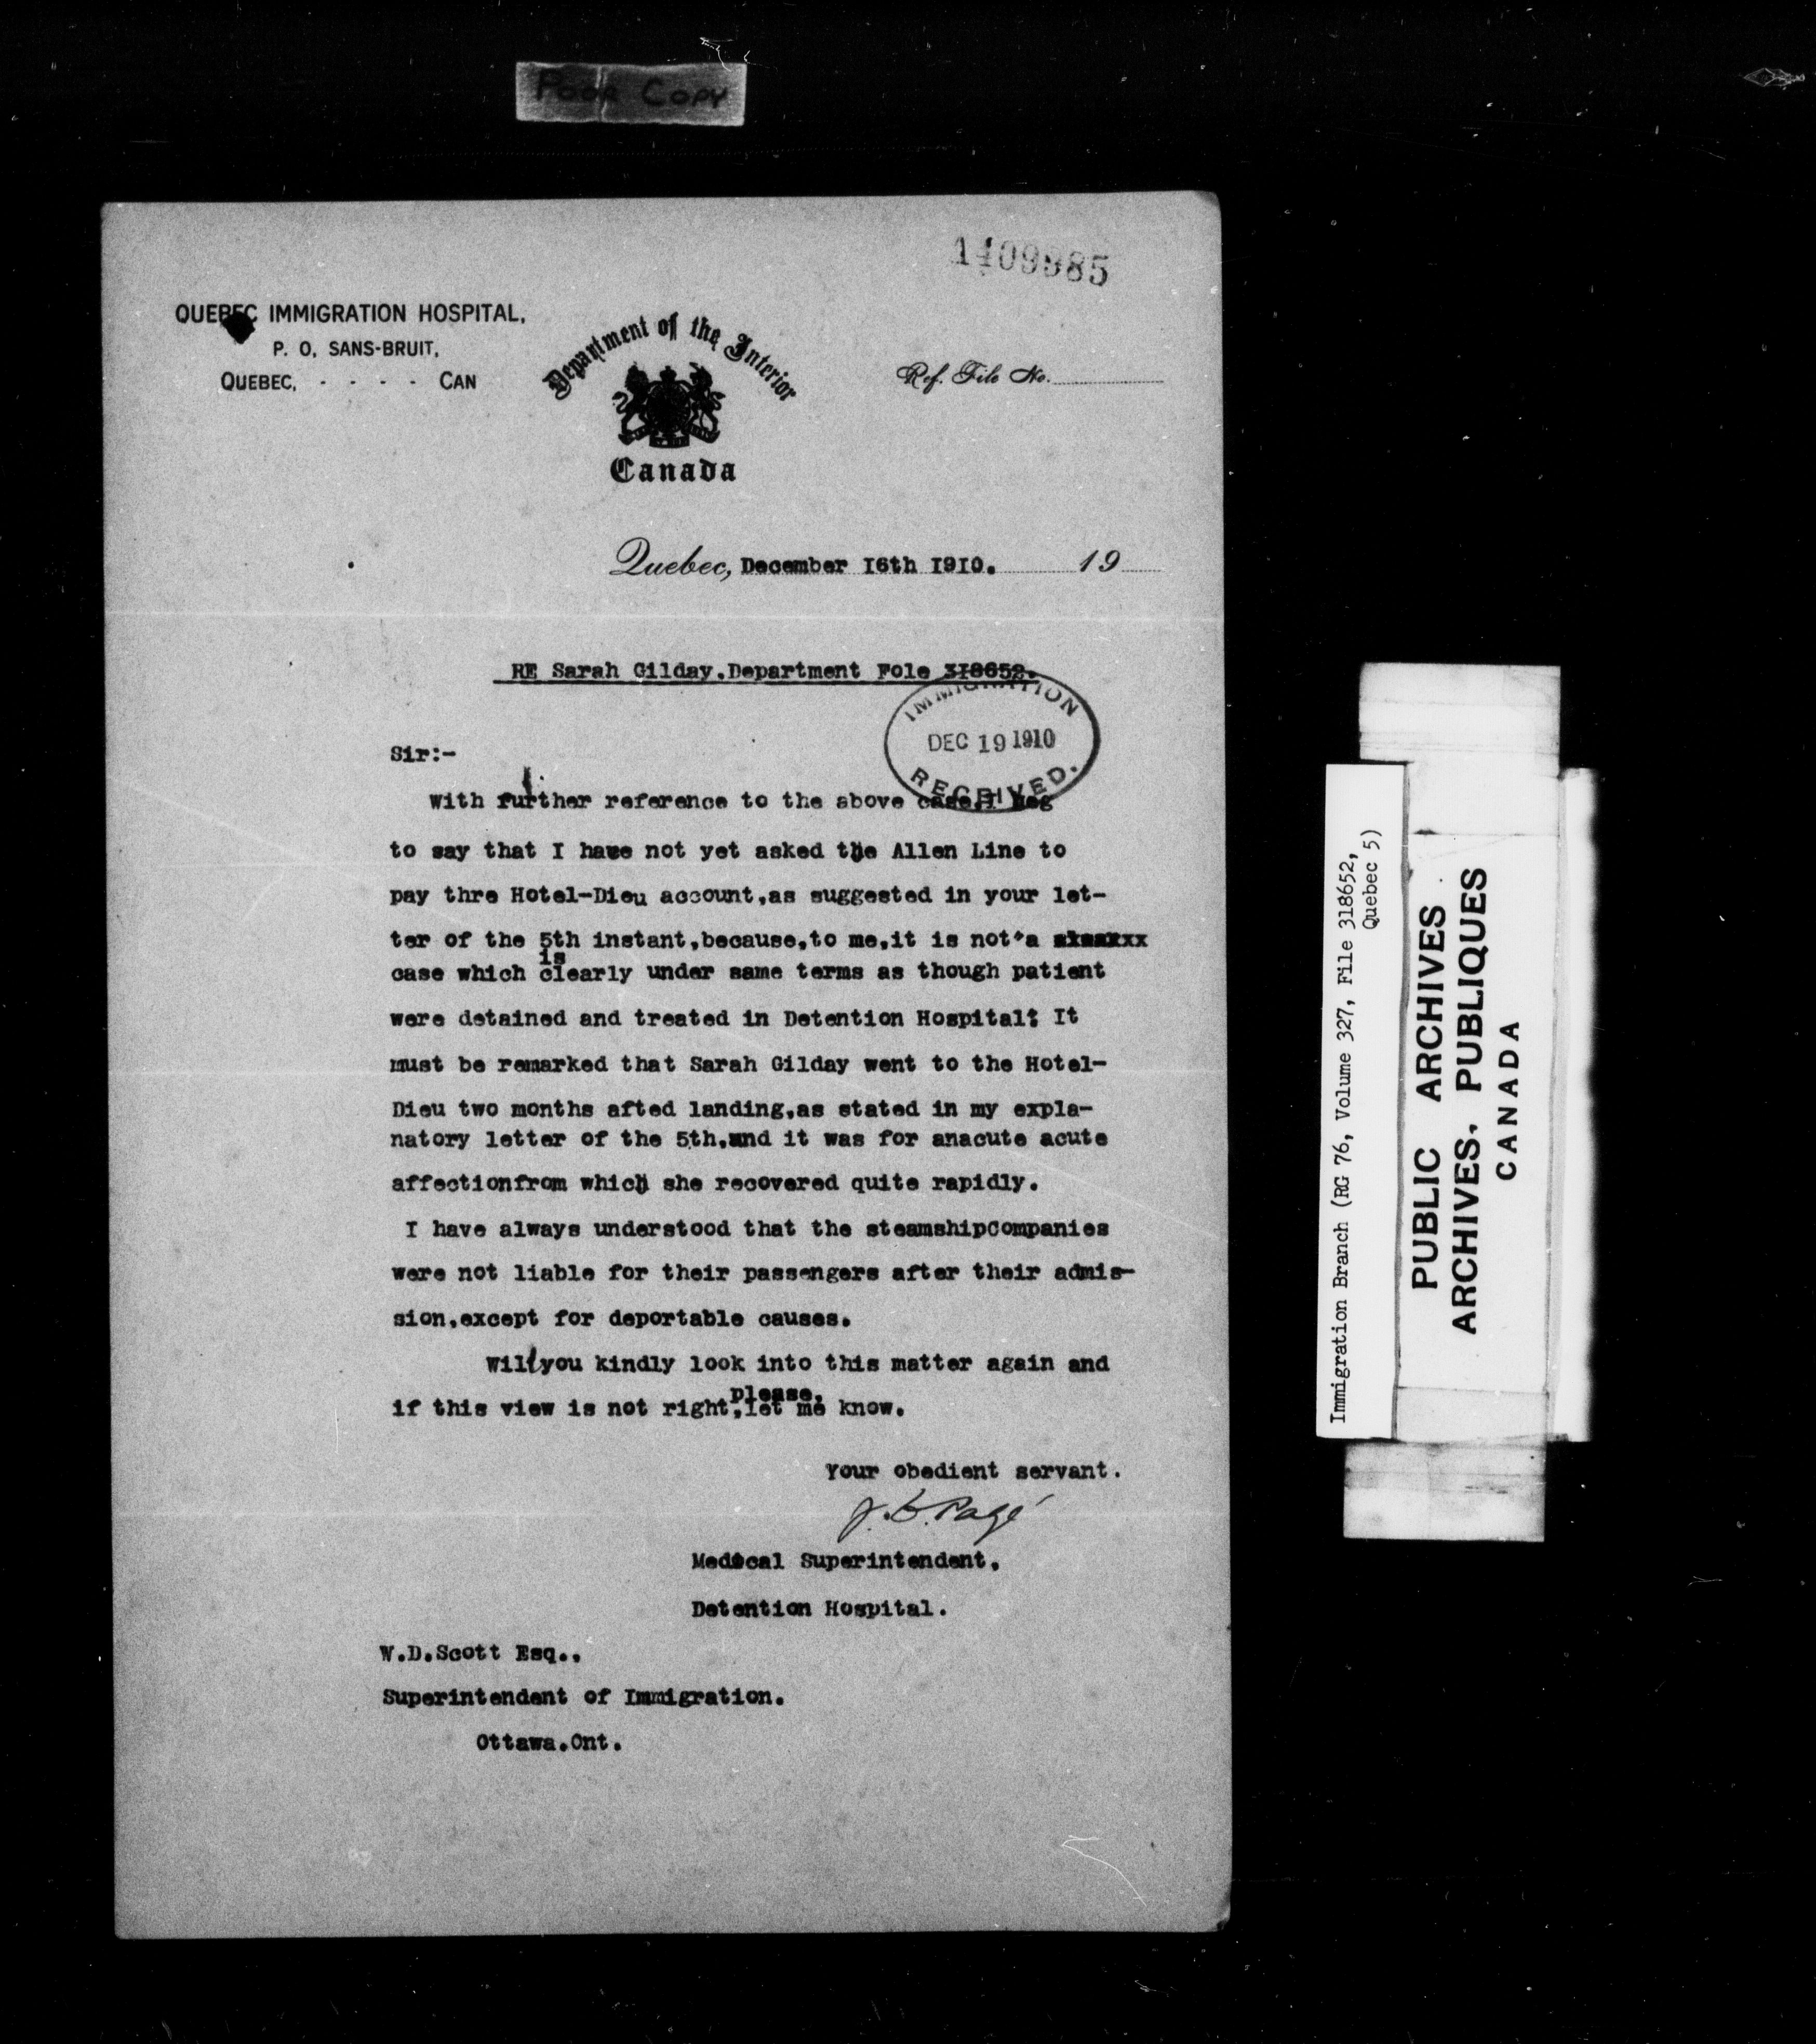 Poor Copy
1409985
QUEBEC IMMIGRATION HOSPITAL,
P. O. SANS-BRUIT,
QUEBEC, - - - - CAN
Department of the Interior
Canada
Ref. File No.
Quebec, December I6th I9I0. 19
RE Sarah Gilday.Department Fole 3I8652.
IMMIGRATION
DEC 19 1910
RECEIVED.
Sir:-
With further reference to the above case,I beg
to say that I have not yet asked the Allen Line to
pay thre Hotel-Dieu account,as suggested in your let-
ter of the 5th instant,because,to me,it is not a
is
case which clearly under same terms as though patient
were detained and treated in Detention Hospital; It
must be remarked that Sarah Gilday went to the Hotel-
Dieu two months afted landing,as stated in my expla-
natory letter of the 5th,and it was for anacute acute
affectionfrom which she recovered quite rapidly.
I have always understood that the steamshipcompanies
were not liable for their passengers after their admis-
sion,except for deportable causes.
Will you kindly look into this matter again and
please,
if this view is not right,let me know.
Your obedient servant.
J. D. Pagé
Medical Superintendent,
Detention Hospital.
W.D.Scott Esq.,
Superintendent of Immigration.
Ottawa.Ont.
Immigration Branch (RG 76, Volume 327, File 318652,
Quebec 5)
PUBLIC ARCHIVES
ARCHIVES PUBLIQUES
CANADA